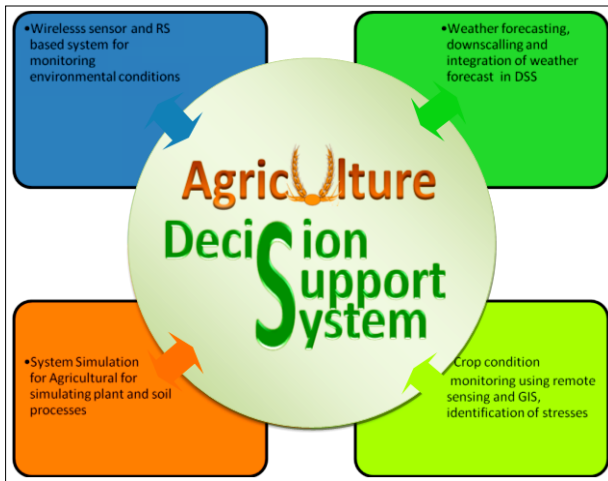 •Wirelesss sensor and RS
based system for
monitoring
environmental conditions
•Weather forecasting,
downscalling and
integration of weather
forecast in DSS
Agriculture
Decision
Support
System
•System Simulation
for Agricultural for
simulating plant and soil
processes
Crop condition
monitoring using remote
sensing and GIS,
identification of stresses